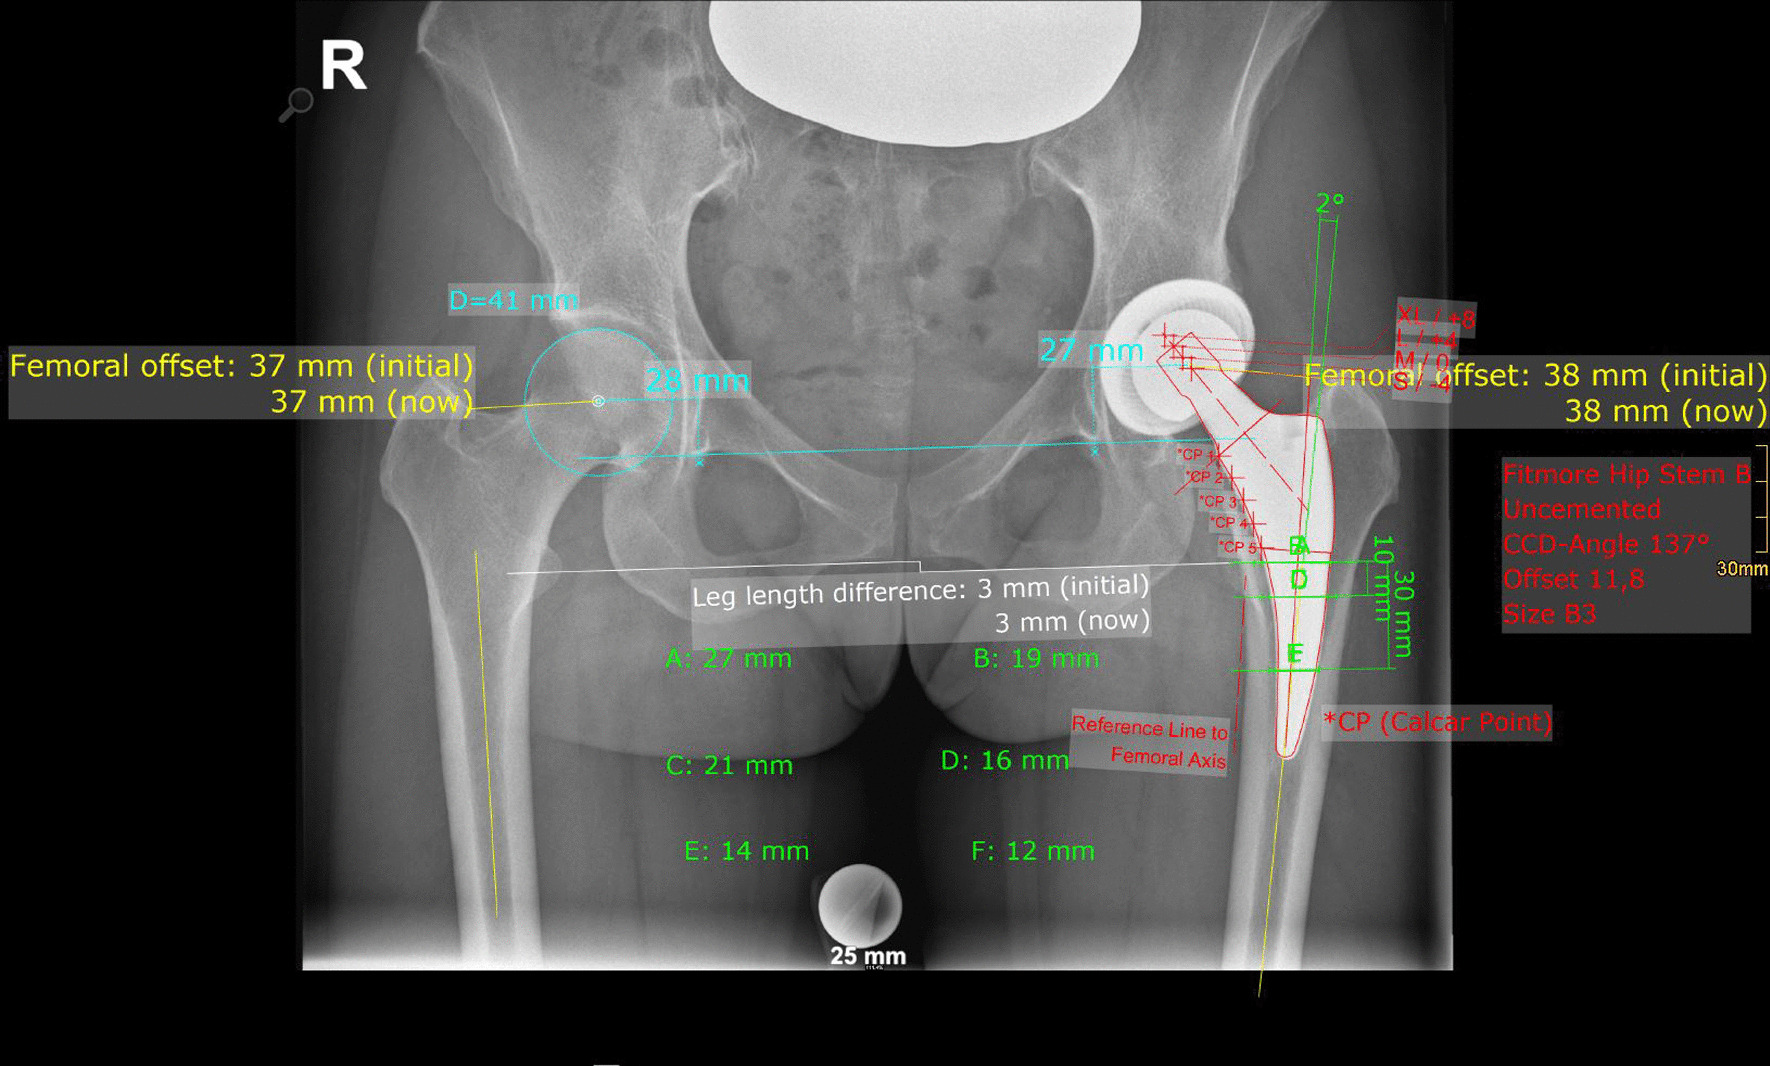 R
2°
D=41 mm
XL / +8
L / +4
M / 0
S / -4
27 mm
28 mm
Femoral offset: 37 mm (initial)
37 mm (now)
Femoral offset: 38 mm (initial)
38 mm (now)
*CP 1
*CP 2
*CP 3
*CP 4
*CP 5
Fitmore Hip Stem B
Uncemented
CCD-Angle 137°
Offset 11,8
Size B3
30mm
B A
D
E
10 mm
30 mm
Leg length difference: 3 mm (initial)
3 mm (now)
A: 27 mm
B: 19 mm
Reference Line to
Femoral Axis
*CP (Calcar Point)
C: 21 mm
D: 16 mm
E: 14 mm
F: 12 mm
25 mm